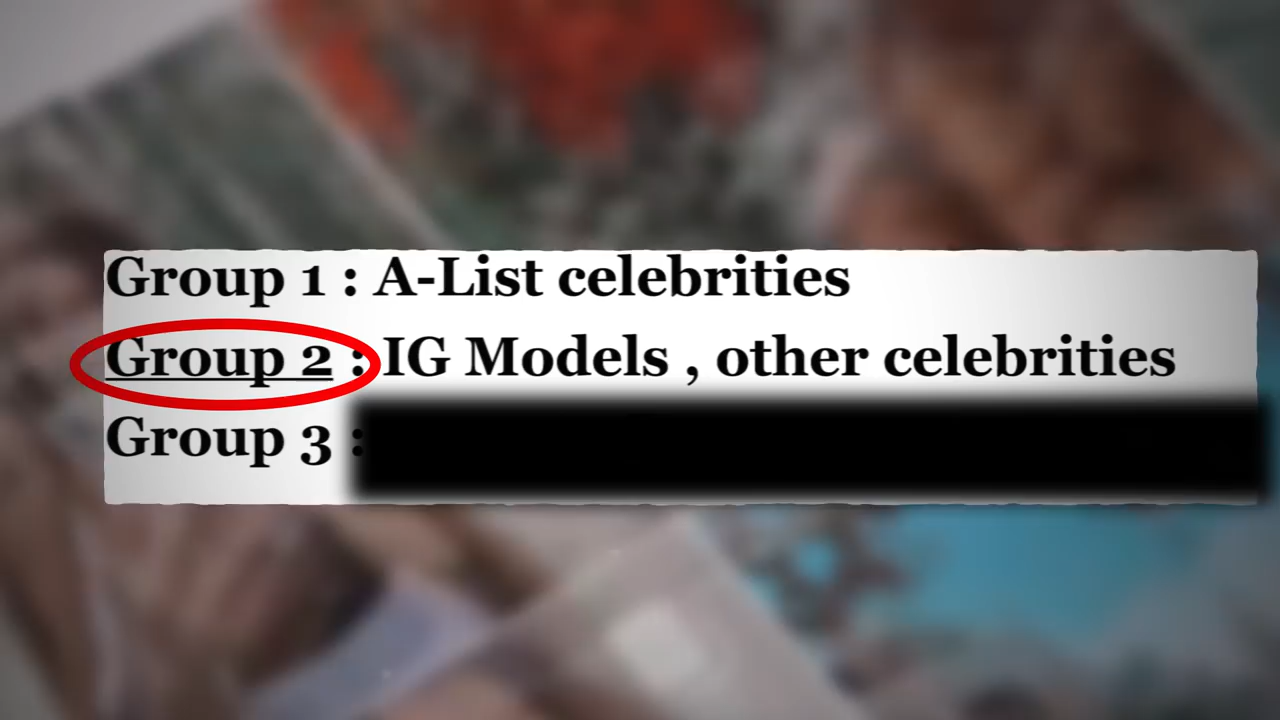 Group 1 : A-List celebrities
Group 2 : IG Models , other celebrities
Group 3 :